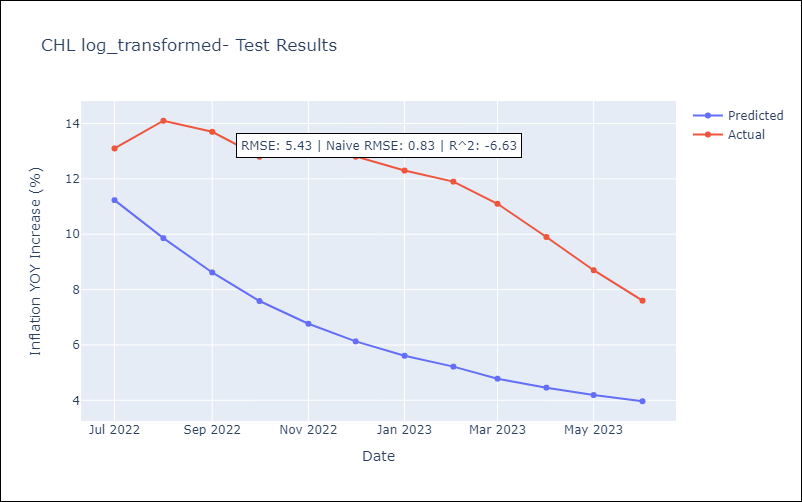 CHL log_transformed- Test Results
Predicted
Actual
RMSE: 5.43 | Naive RMSE: 0.83 | R^2: -6.63
Inflation YOY Increase (%)
14
12
10
8
6
4
Jul 2022
Sep 2022
Nov 2022
Jan 2023
Mar 2023
May 2023
Date